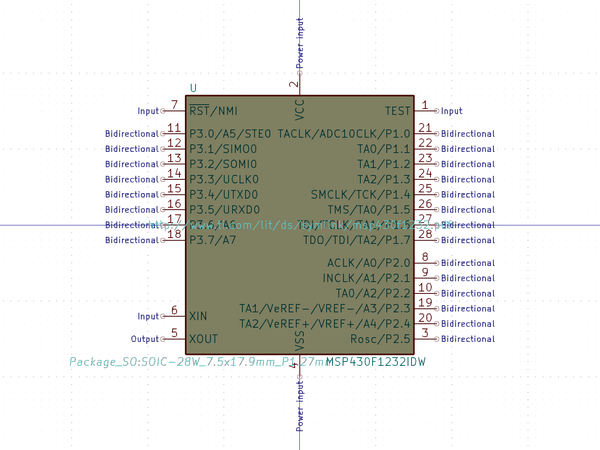 Power input
2
U
VCC
Input 7 RST/NMI TEST 1 Input
Bidirectional 11 P3.0/A5/STE0 TACLK/ADC10CLK/P1.0 21 Bidirectional
Bidirectional 12 P3.1/SIMO0 TA0/P1.1 22 Bidirectional
Bidirectional 13 P3.2/SOMI0 TA1/P1.2 23 Bidirectional
Bidirectional 14 P3.3/UCLK0 TA2/P1.3 24 Bidirectional
Bidirectional 15 P3.4/UTXD0 SMCLK/TCK/P1.4 25 Bidirectional
Bidirectional 16 P3.5/URXD0 TMS/TA0/P1.5 26 Bidirectional
Bidirectional 17 27 Bidirectional
Bidirectional 18 P3.7/A7 TDO/TDI/TA2/P1.7 28 Bidirectional
ACLK/A0/P2.0 8 Bidirectional
INCLK/A1/P2.1 9 Bidirectional
TA0/A2/P2.2 10 Bidirectional
TA1/VeREF-/VREF-/A3/P2.3 19 Bidirectional
Input 6 XIN TA2/VeREF+/VREF+/A4/P2.4 20 Bidirectional
Output 5 XOUT Rosc/P2.5 3 Bidirectional
VSS
Package_SO:SOIC-28W_7.5x17.9mm_P1.27mm MSP430F1232IDW
4
Power input